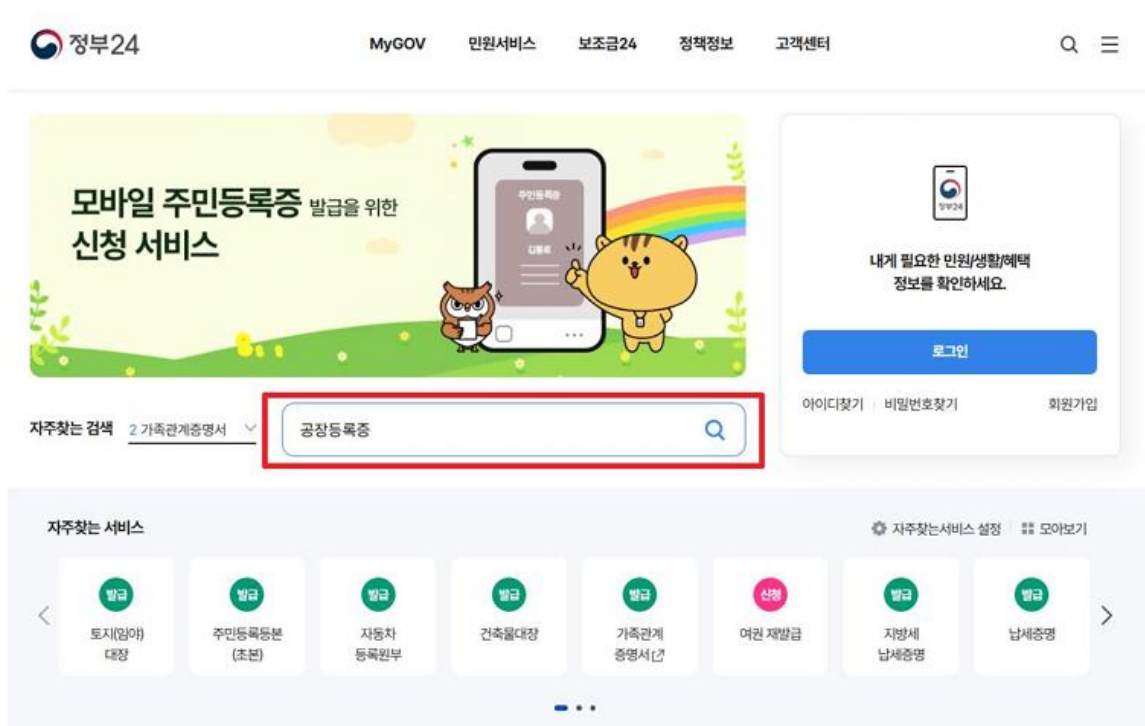 정부24
MyGOV 민원서비스 보조금24 정책정보 고객센터
모바일 주민등록증 발급을 위한
신청 서비스
주민등록증
정부24
내게 필요한 민원/생활/혜택
정보를 확인하세요.
로그인
아이디찾기 비밀번호찾기 회원가입
자주찾는 검색 2 가족관계증명서 공장등록증
자주찾는 서비스 자주찾는서비스 설정 모아보기
발급 발급 발급 발급 발급 신청 발급 발급
토지(임야) 주민등록등본 자동차 건축물대장 가족관계 여권 재발급 지방세 납세증명
대장 (초본) 등록원부 증명서 납세증명